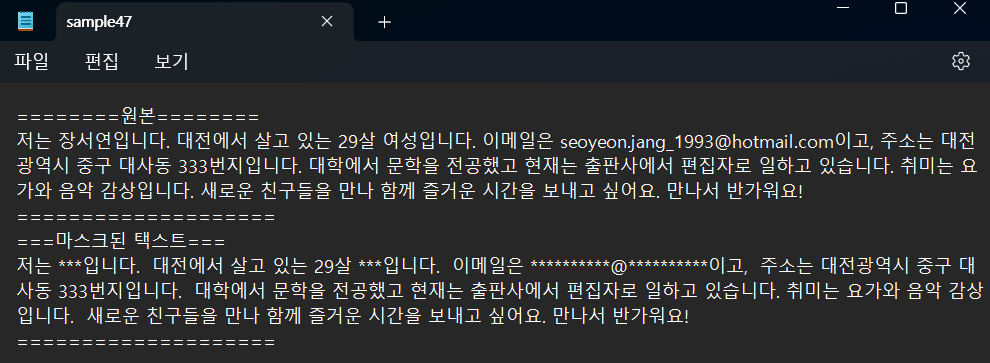 sample47
파일 편집 보기
========원본========
저는 장서연입니다. 대전에서 살고 있는 29살 여성입니다. 이메일은 seoyeon.jang_1993@hotmail.com이고, 주소는 대전
광역시 중구 대사동 333번지입니다. 대학에서 문학을 전공했고 현재는 출판사에서 편집자로 일하고 있습니다. 취미는 요
가와 음악 감상입니다. 새로운 친구들을 만나 함께 즐거운 시간을 보내고 싶어요. 만나서 반가워요!
====================
===마스크된 택스트===
저는 ***입니다.  대전에서 살고 있는 29살 ***입니다.  이메일은 **********@**********이고,  주소는 대전광역시 중구 대
사동 333번지입니다.  대학에서 문학을 전공했고 현재는 출판사에서 편집자로 일하고 있습니다. 취미는 요가와 음악 감상
입니다.  새로운 친구들을 만나 함께 즐거운 시간을 보내고 싶어요. 만나서 반가워요!
====================